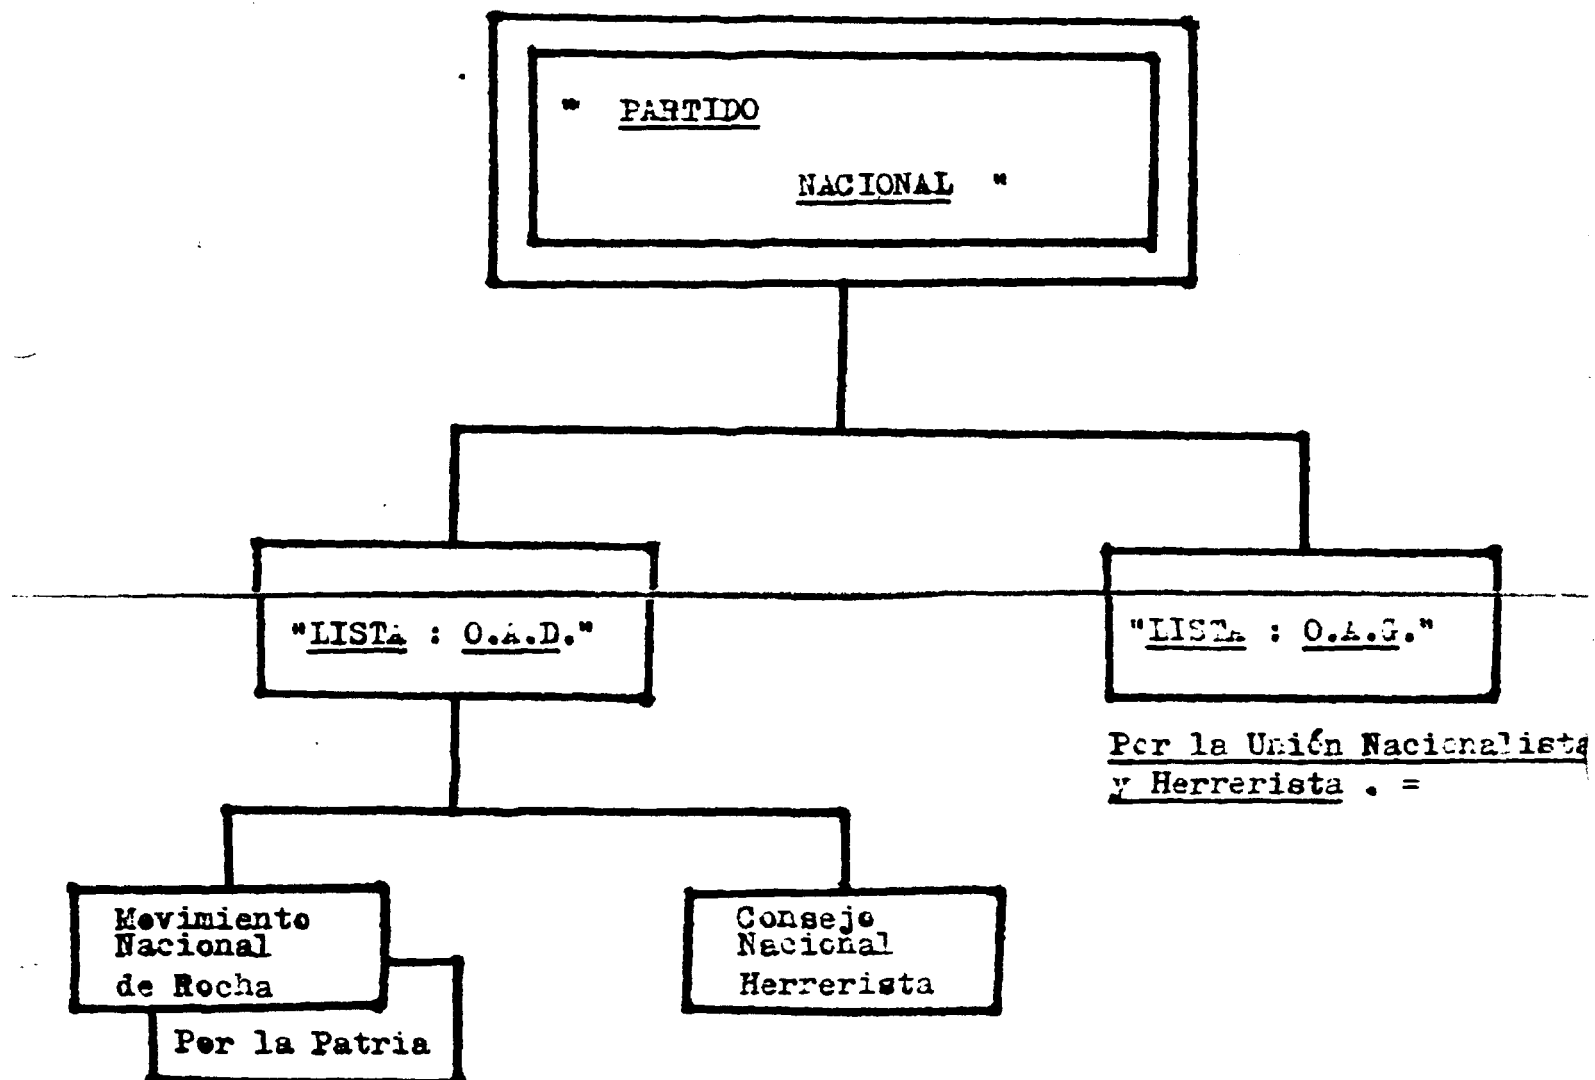 " PARTIDO
NACIONAL "
"LISTA : O.A.D."
"LISTA : O.A.G."
Por la Unión Nacionalista
y Herrerista . =
Movimiento
Nacional
de Rocha
Por la Patria
Consejo
Nacional
Herrerista